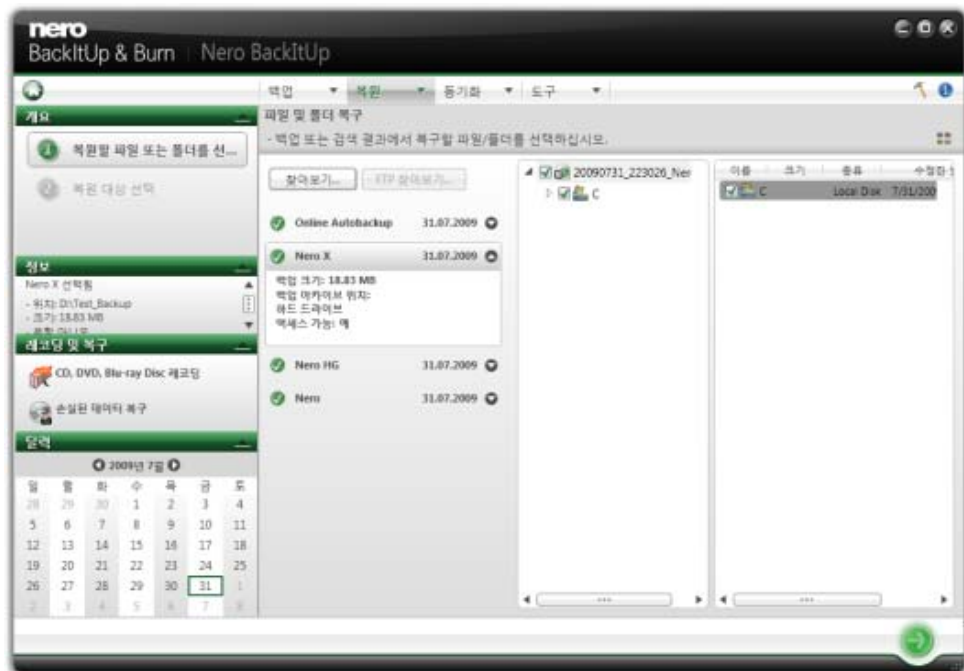 nero
BackItUp & Burn | Nero BackItUp
백업 복원 동기화 도구
개요
1 복원할 파일 또는 폴더를 선...
2 복원 대상 선택
정보
Nero X 선택됨
- 위치: D:\Test_Backup
- 크기: 18.83 MB
레코딩 및 복구
CD, DVD, Blu-ray Disc 레코딩
손실된 데이터 복구
달력
2009년 7월
일 월 화 수 목 금 토
28 29 30 1 2 3 4
5 6 7 8 9 10 11
12 13 14 15 16 17 18
19 20 21 22 23 24 25
26 27 28 29 30 31 1
2 3 4 5 6 7 8
파일 및 폴더 복구
- 백업 또는 검색 결과에서 복구할 파일/폴더를 선택하십시오.
찾아보기... FTP 찾아보기...
Online Autobackup 31.07.2009
Nero X 31.07.2009
백업 크기: 18.83 MB
백업 아카이브 위치:
하드 드라이브
액세스 가능: 예
Nero HG 31.07.2009
Nero 31.07.2009
20090731_223026_Ner
C
이름 크기 종류 수정한
C Local Disk 7/31/200